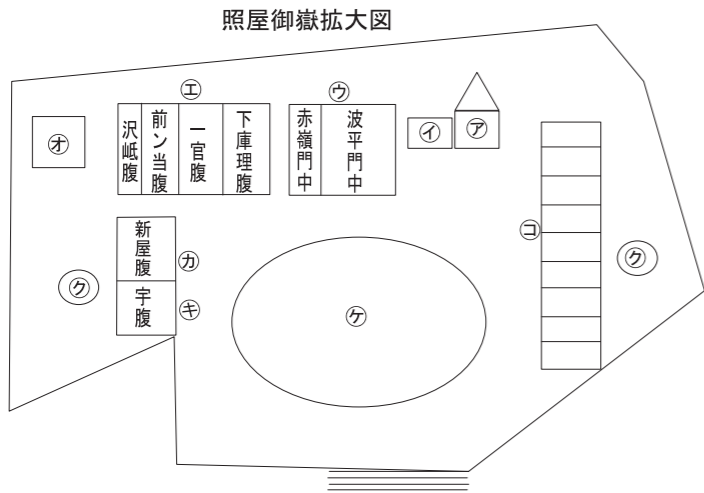 照屋御嶽拡大図
㋔
㋓
沢岻腹
前ン当腹
一官腹
下庫理腹
㋒
赤嶺門中
波平門中
㋑
㋐
㋙
㋗
新屋腹
㋕
宇腹
㋖
㋗
㋘